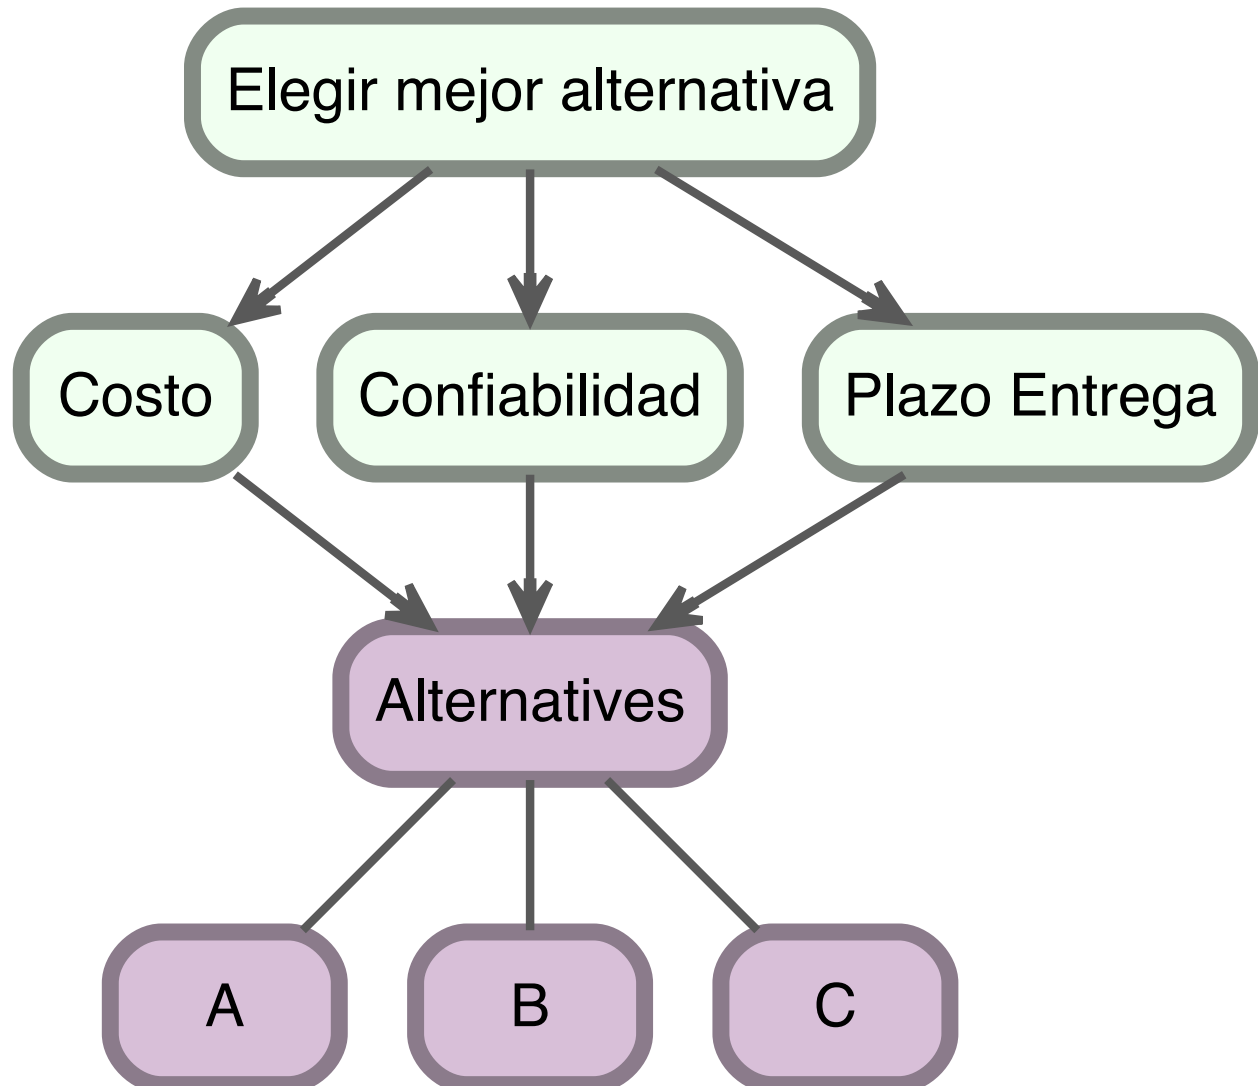 Elegir mejor alternativa
Costo
Confiabilidad
Plazo Entrega
Alternatives
A
B
C